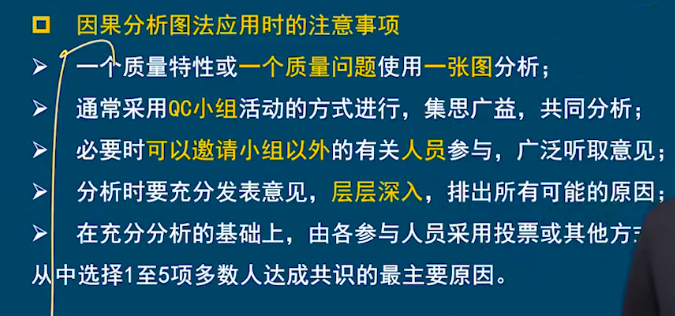 因果分析图法应用时的注意事项
一个质量特性或一个质量问题使用一张图分析；
通常采用QC小组活动的方式进行，集思广益，共同分析；
必要时可以邀请小组以外的有关人员参与，广泛听取意见；
分析时要充分发表意见，层层深入，排出所有可能的原因；
在充分分析的基础上，由各参与人员采用投票或其他方式
从中选择1至5项多数人达成共识的最主要原因。